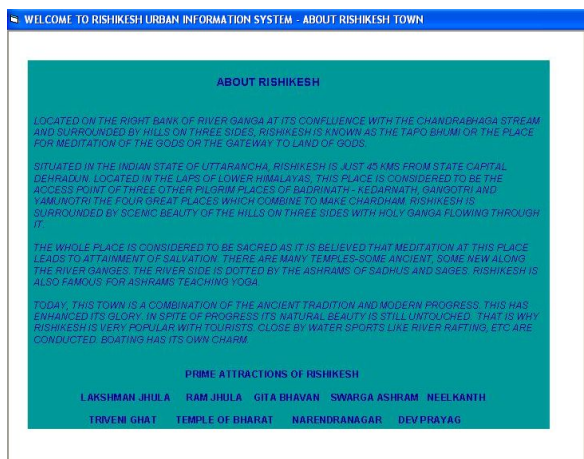 WELCOME TO RISHIKESH URBAN INFORMATION SYSTEM - ABOUT RISHIKESH TOWN
ABOUT RISHIKESH
LOCATED ON THE RIGHT BANK OF RIVER GANGA AT ITS CONFLUENCE WITH THE CHANDRABHAGA STREAM
AND SURROUNDED BY HILLS ON THREE SIDES, RISHIKESH IS KNOWN AS THE TAPO BHUMI OR THE PLACE
FOR MEDITATION OF THE GODS OR THE GATEWAY TO LAND OF GODS.
SITUATED IN THE INDIAN STATE OF UTTARANCHA, RISHIKESH IS JUST 45 KMS FROM STATE CAPITAL
DEHRADUN. LOCATED IN THE LAPS OF LOWER HIMALAYAS, THIS PLACE IS CONSIDERED TO BE THE
ACCESS POINT OF THREE OTHER PILGRIM PLACES OF BADRINATH - KEDARNATH, GANGOTRI AND
YAMUNOTRI THE FOUR GREAT PLACES WHICH COMBINE TO MAKE CHARDHAM. RISHIKESH IS
SURROUNDED BY SCENIC BEAUTY OF THE HILLS ON THREE SIDES WITH HOLY GANGA FLOWING THROUGH
IT.
THE WHOLE PLACE IS CONSIDERED TO BE SACRED AS IT IS BELIEVED THAT MEDITATION AT THIS PLACE
LEADS TO ATTAINMENT OF SALVATION. THERE ARE MANY TEMPLES-SOME ANCIENT, SOME NEW ALONG
THE RIVER GANGES. THE RIVER SIDE IS DOTTED BY THE ASHRAMS OF SADHUS AND SAGES. RISHIKESH IS
ALSO FAMOUS FOR ASHRAMS TEACHING YOGA.
TODAY, THIS TOWN IS A COMBINATION OF THE ANCIENT TRADITION AND MODERN PROGRESS. THIS HAS
ENHANCED ITS GLORY. IN SPITE OF PROGRESS ITS NATURAL BEAUTY IS STILL UNTOUCHED. THAT IS WHY
RISHIKESH IS VERY POPULAR WITH TOURISTS. CLOSE BY WATER SPORTS LIKE RIVER RAFTING, ETC ARE
CONDUCTED. BOATING HAS ITS OWN CHARM.
PRIME ATTRACTIONS OF RISHIKESH
LAKSHMAN JHULA RAM JHULA GITA BHAVAN SWARGA ASHRAM NEELKANTH
TRIVENI GHAT TEMPLE OF BHARAT NARENDRANAGAR DEV PRAYAG